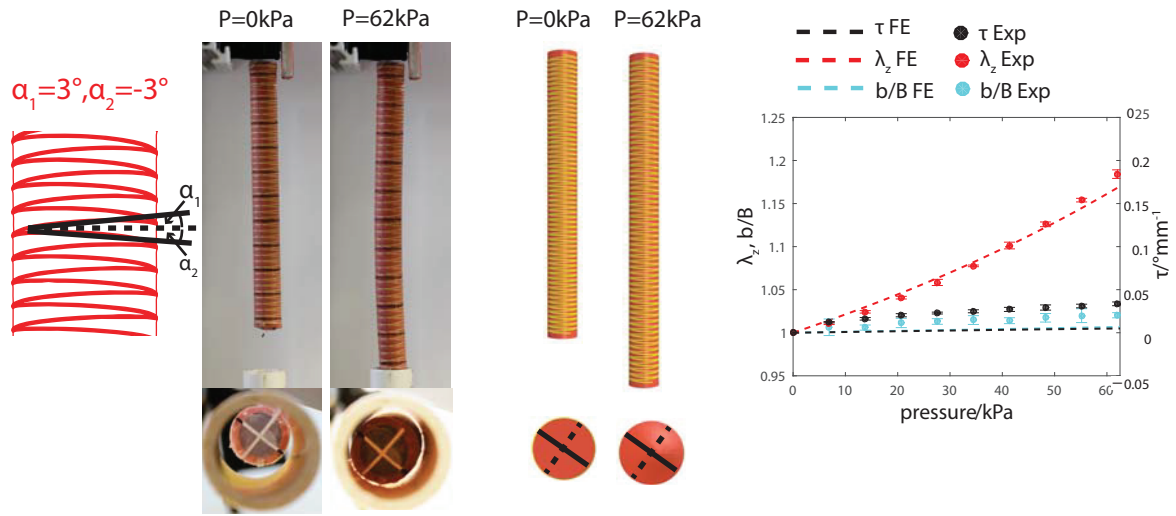 P=0kPa P=62kPa
P=0kPa P=62kPa
α₁=3°,α₂=-3°
α₁
α₂
τ FE
τ Exp
λz FE
λz Exp
b/B FE
b/B Exp
1.25
1.2
1.15
1.1
1.05
1
0.95
λz, b/B
0 10 20 30 40 50 60
pressure/kPa
025
0.2
0.15
0.1
0.05
0
-0.05
τ/°mm⁻¹